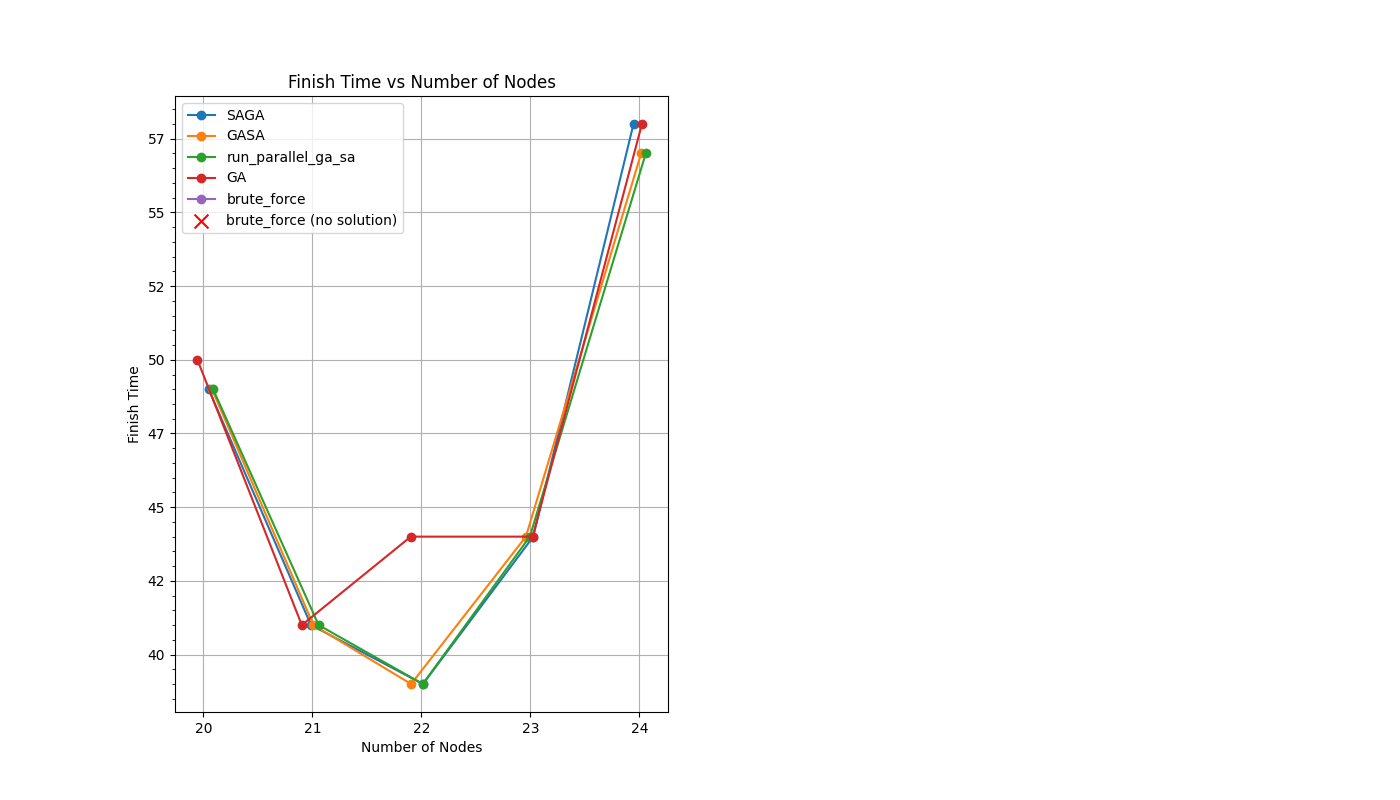 Finish Time vs Number of Nodes
SAGA
GASA
run_parallel_ga_sa
GA
brute_force
brute_force (no solution)
57
55
52
50
47
45
42
40
Finish Time
20 21 22 23 24
Number of Nodes